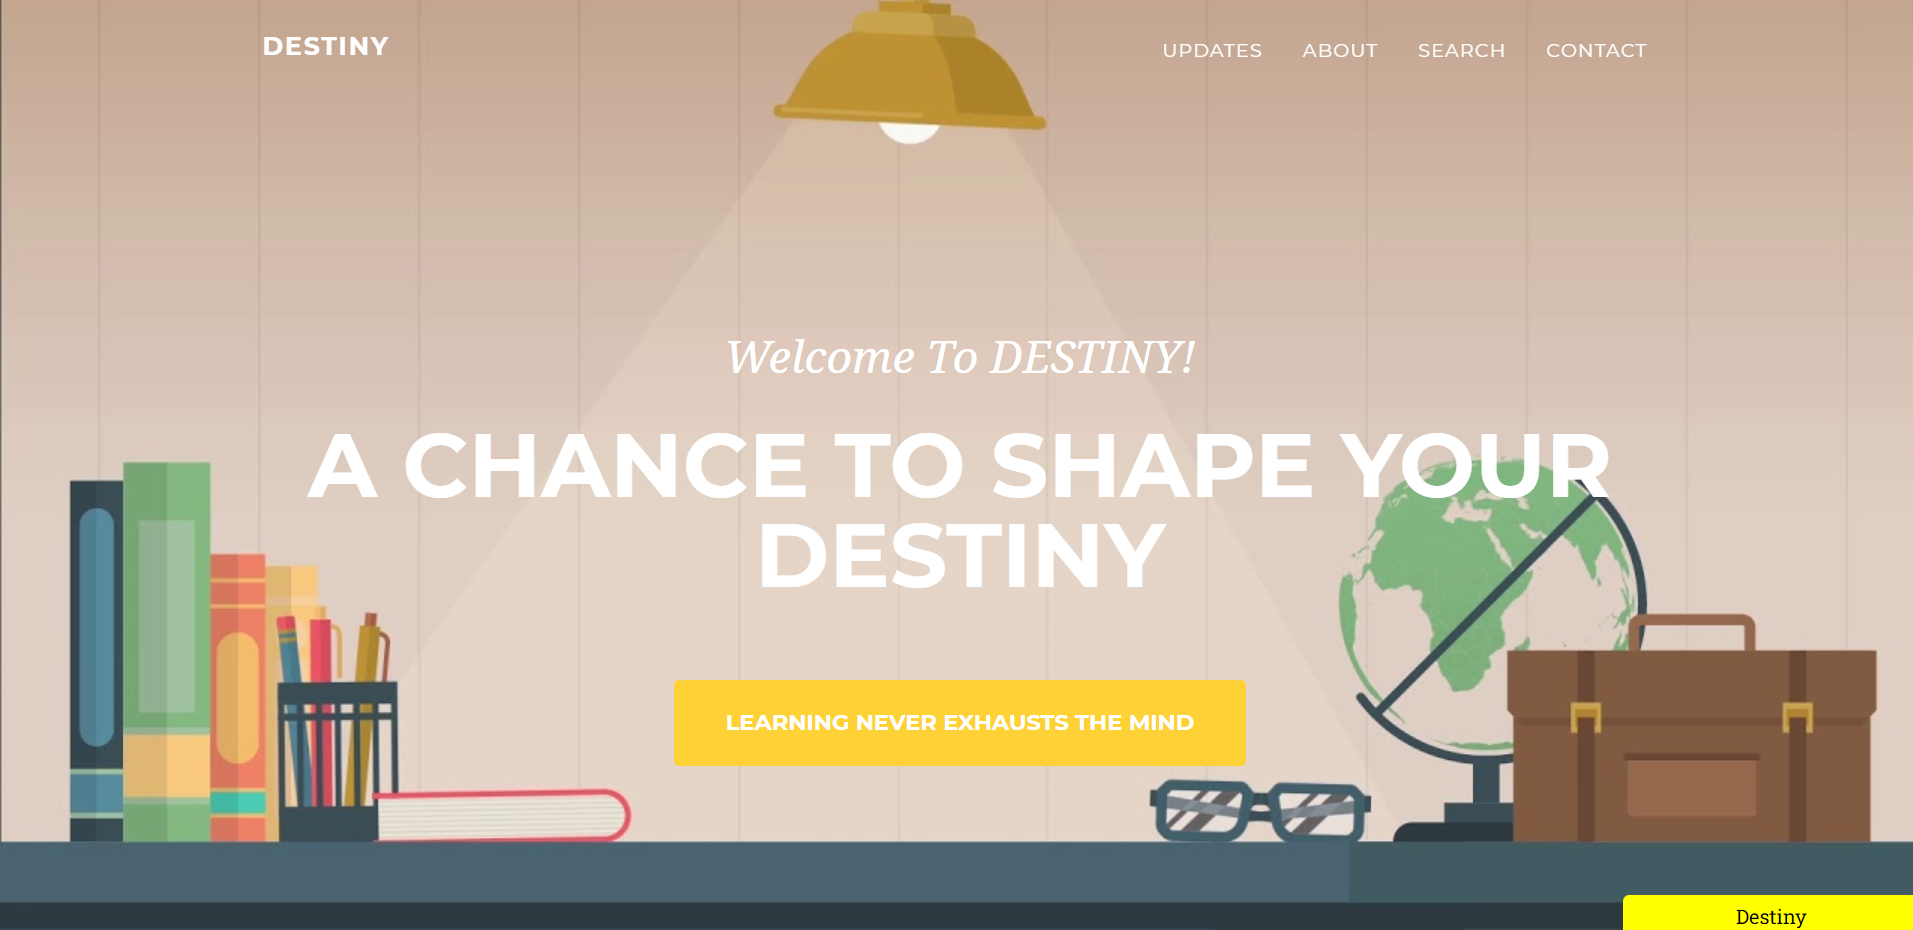 DESTINY
UPDATES ABOUT SEARCH CONTACT
Welcome To DESTINY!
A CHANCE TO SHAPE YOUR
DESTINY
LEARNING NEVER EXHAUSTS THE MIND
Destiny